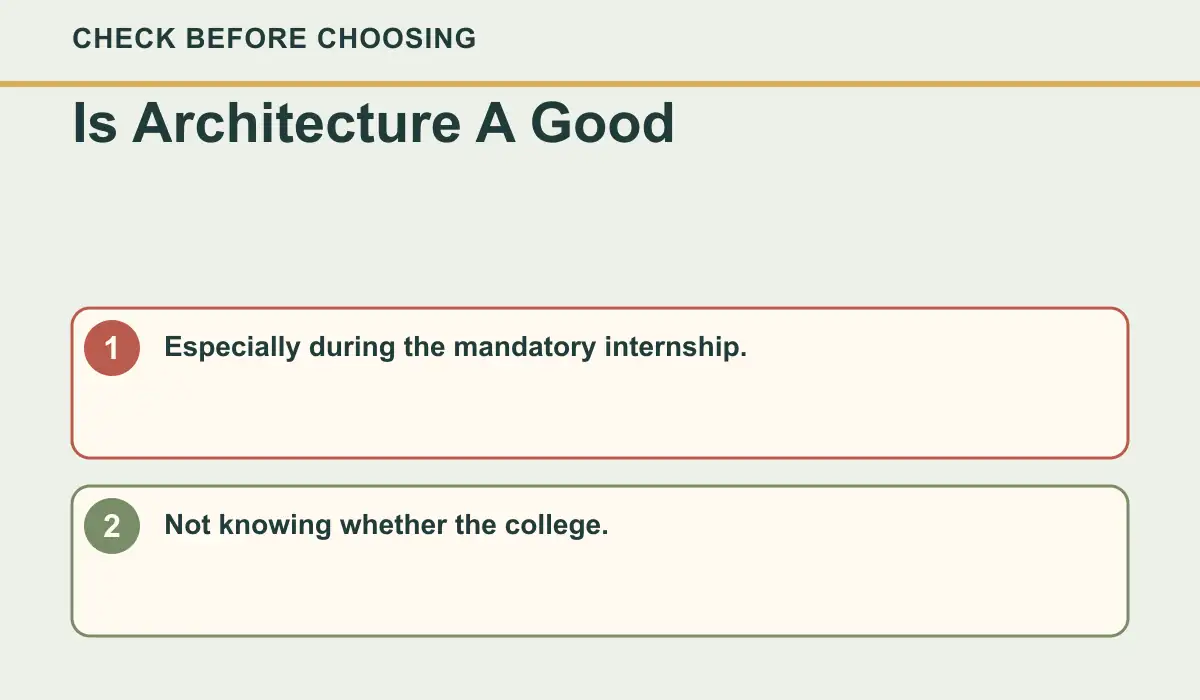 CHECK BEFORE CHOOSING
Is Architecture A Good
1
Especially during the mandatory internship.
2
Not knowing whether the college.